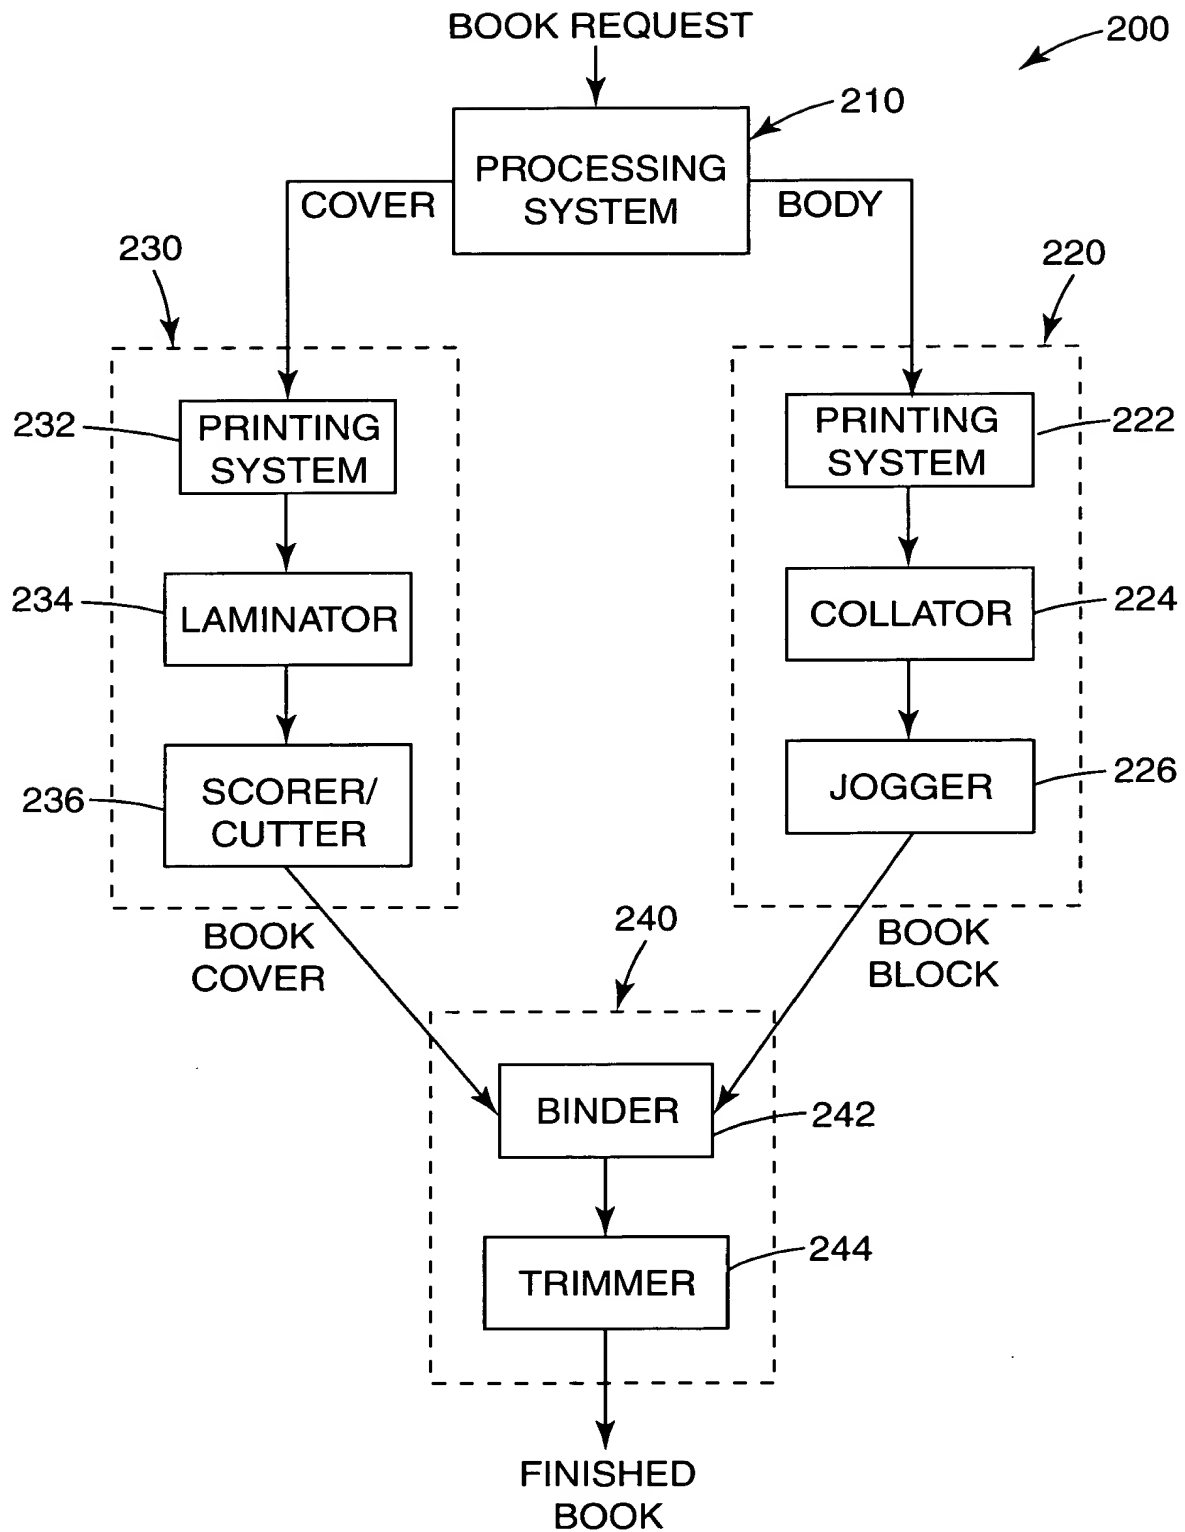 BOOK REQUEST
200
210
PROCESSING
SYSTEM
COVER
BODY
230
220
232
PRINTING
SYSTEM
PRINTING
SYSTEM
222
234
LAMINATOR
COLLATOR
224
236
SCORER/
CUTTER
JOGGER
226
BOOK
COVER
240
BOOK
BLOCK
BINDER
242
TRIMMER
244
FINISHED
BOOK